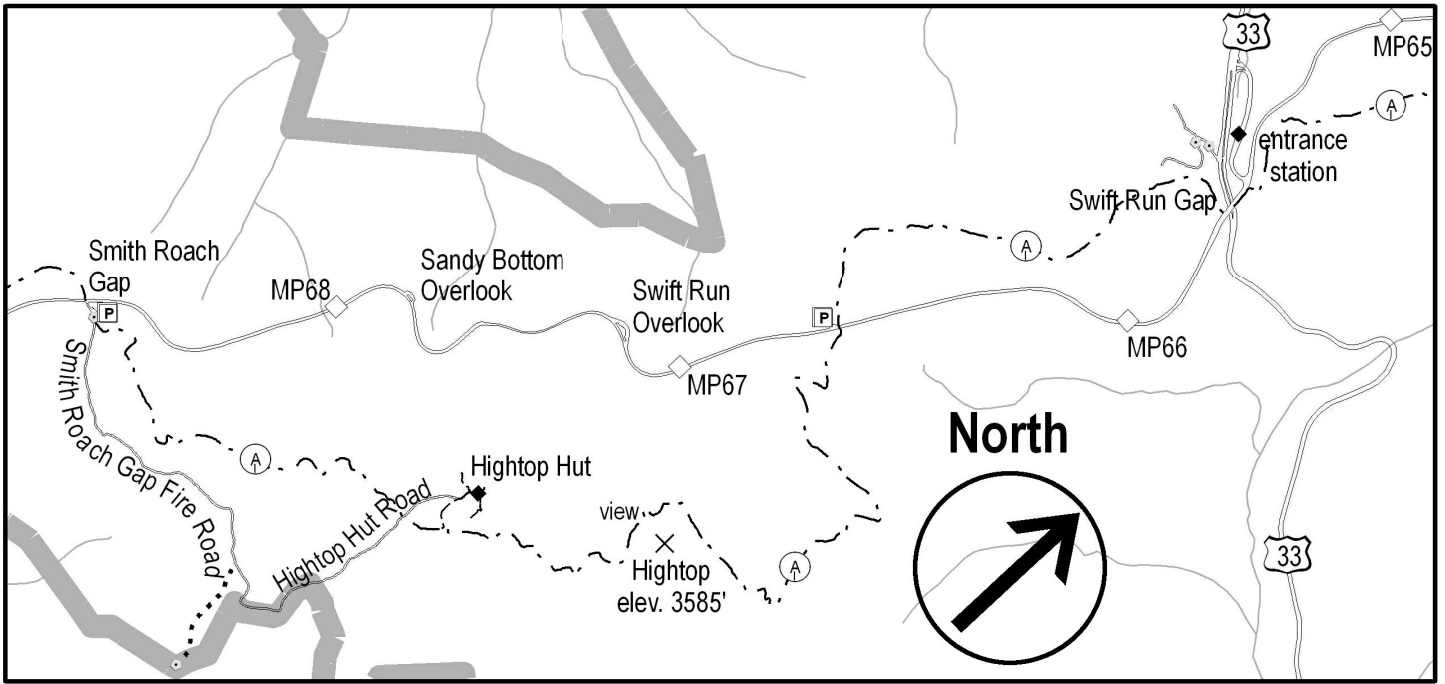 33
MP65
A
entrance
station
Swift Run Gap
A
Smith Roach
Gap
Sandy Bottom
Overlook
MP68
Swift Run
Overlook
P
P
MP66
MP67
Smith Roach Gap Fire Road
North
A
Hightop Hut
Hightop Hut Road
view
33
A
Hightop
elev. 3585'